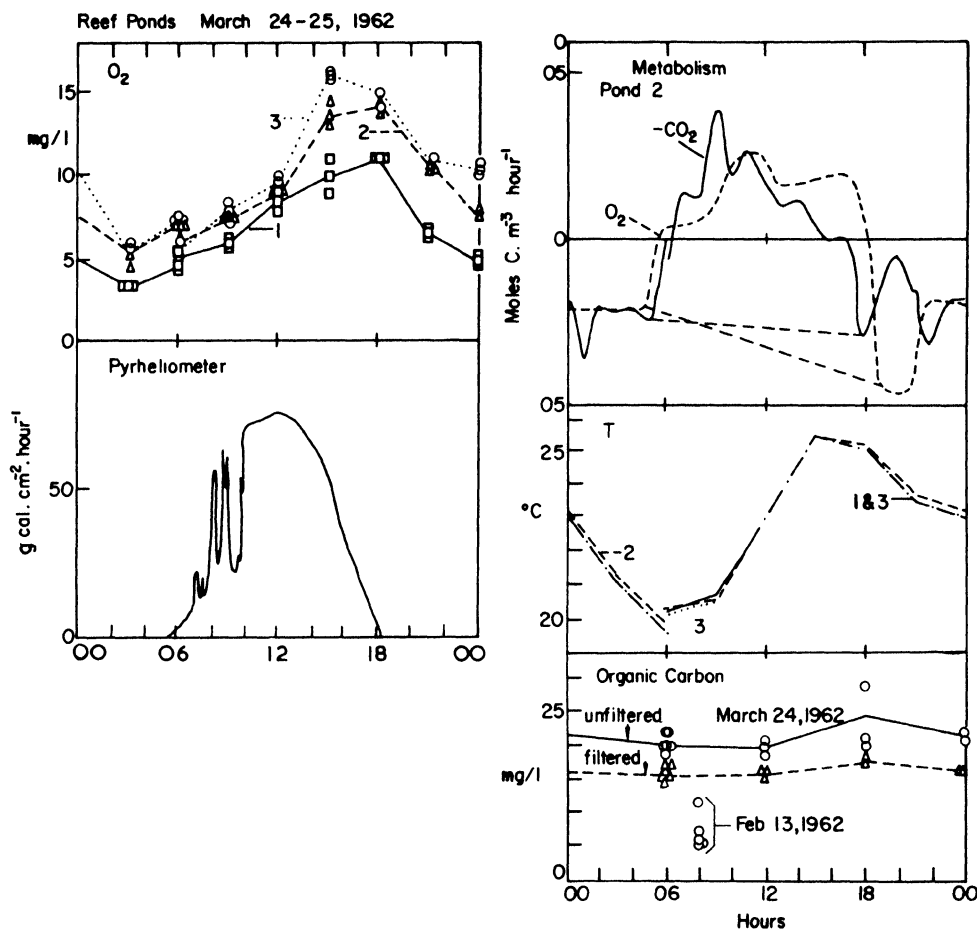 Reef Ponds March 24-25, 1962
O2
15
mg/l
10
5
0
3
2
1
Pyrheliometer
g cal. cm-2. hour-1
50
0
00 06 12 18 00
0
05
Metabolism
Pond 2
-CO2
O2
Moles C. m-3 hour-1
0
05
T
25
°C
20
1&3
2
3
Organic Carbon
25
unfiltered
March 24,1962
filtered
mg/l
Feb 13,1962
0
00 06 12 18 00
Hours